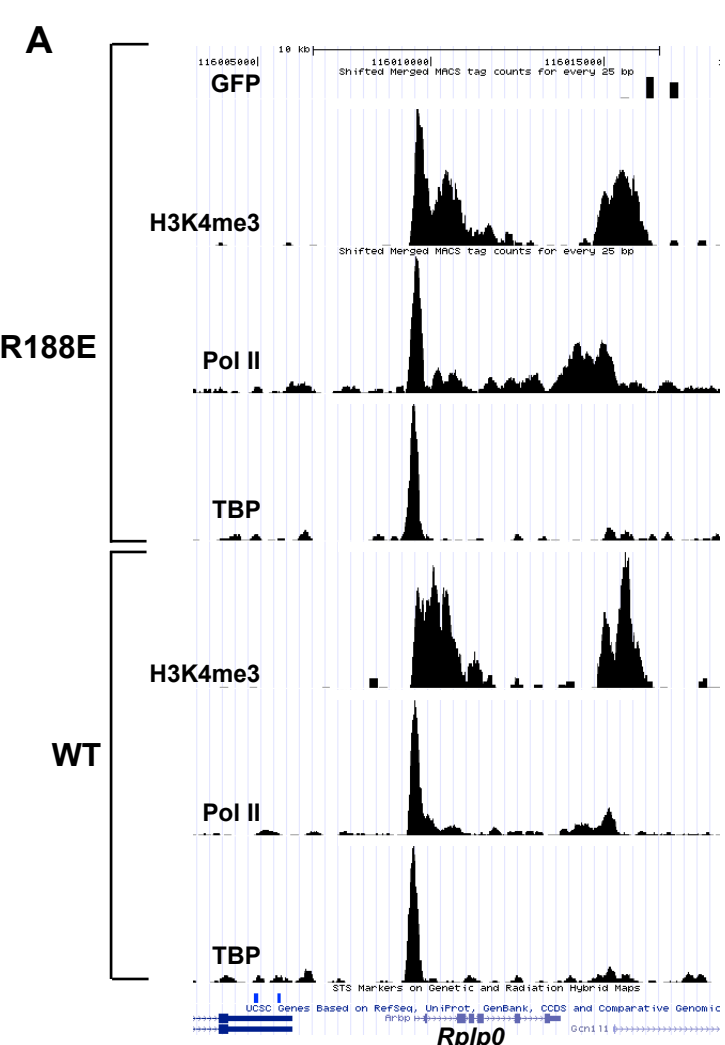 A
10 kb
116005000| 116010000| 116015000|
Shifted Merged MACS tag counts for every 25 bp
GFP
H3K4me3
Shifted Merged MACS tag counts for every 25 bp
R188E
Pol II
TBP
H3K4me3
WT
Pol II
TBP
STS Markers on Genetic and Radiation Hybrid Maps
UCSC Genes Based on RefSeq, UniProt, GenBank, CCDS and Comparative Genomic
Arbp
Gcn1l1
Rplp0